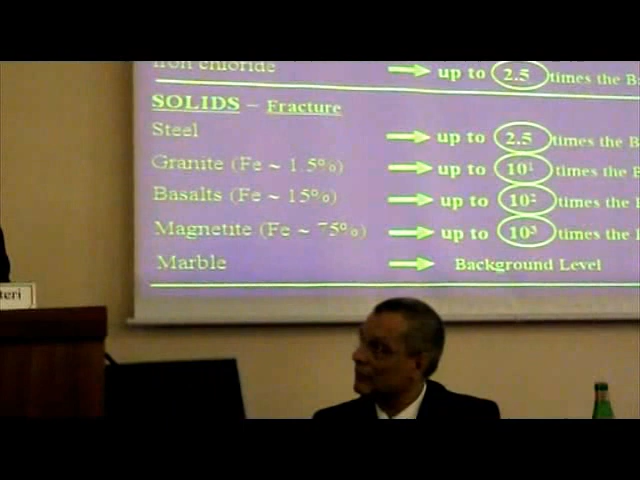 Iron chloride up to 2.5 times the B
SOLIDS – Fracture
Steel up to 2.5 times the B
Granite (Fe ~ 1.5%) up to 10¹ times the B
Basalts (Fe ~ 15%) up to 10² times the
Magnetite (Fe ~ 75%) up to 10³ times the
Marble Background Level
teri